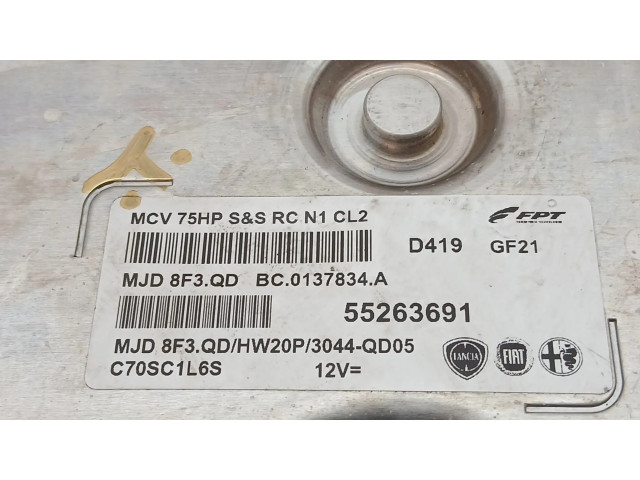 MCV 75HP S&S RC N1 CL2
FPT
D419 GF21
MJD 8F3.QD BC.0137834.A
55263691
MJD 8F3.QD/HW20P/3044-QD05
LANCIA FIAT
C70SC1L6S 12V=